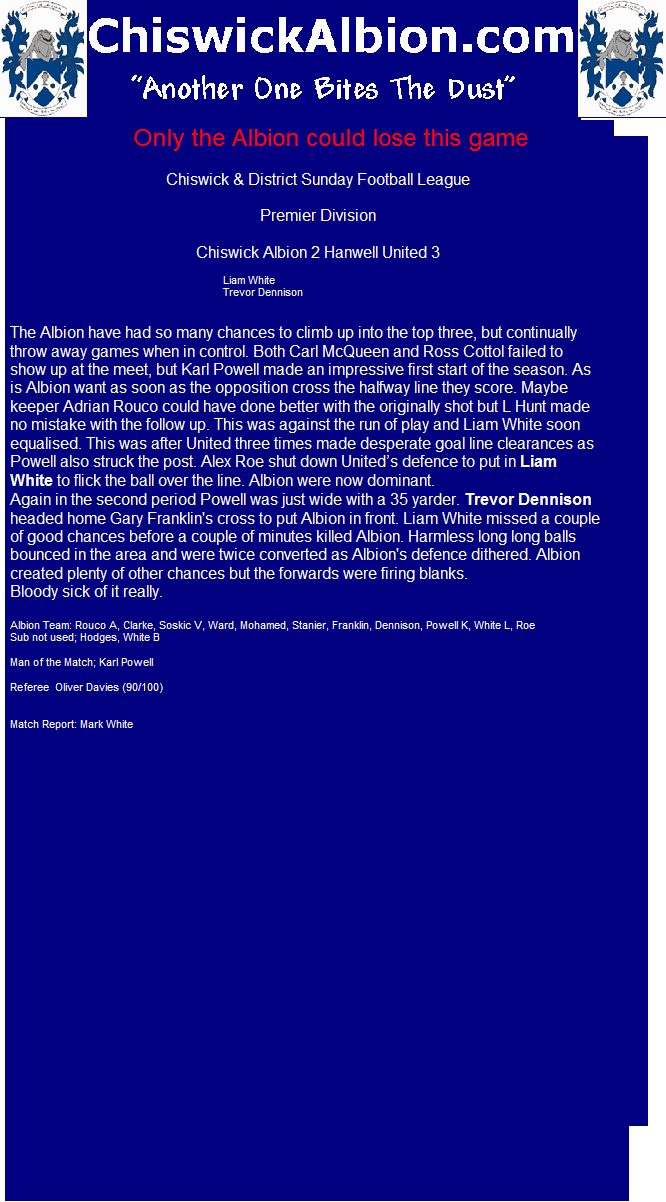 ChiswickAlbion.com
"Another One Bites The Dust"
Only the Albion could lose this game
Chiswick & District Sunday Football League
Premier Division
Chiswick Albion 2 Hanwell United 3
Liam White
Trevor Dennison
The Albion have had so many chances to climb up into the top three, but continually
throw away games when in control. Both Carl McQueen and Ross Cottol failed to
show up at the meet, but Karl Powell made an impressive first start of the season. As
is Albion want as soon as the opposition cross the halfway line they score. Maybe
keeper Adrian Rouco could have done better with the originally shot but L Hunt made
no mistake with the follow up. This was against the run of play and Liam White soon
equalised. This was after United three times made desperate goal line clearances as
Powell also struck the post. Alex Roe shut down United's defence to put in Liam
White to flick the ball over the line. Albion were now dominant.
Again in the second period Powell was just wide with a 35 yarder. Trevor Dennison
headed home Gary Franklin's cross to put Albion in front. Liam White missed a couple
of good chances before a couple of minutes killed Albion. Harmless long long balls
bounced in the area and were twice converted as Albion's defence dithered. Albion
created plenty of other chances but the forwards were firing blanks.
Bloody sick of it really.
Albion Team: Rouco A, Clarke, Soskic V, Ward, Mohamed, Stanier, Franklin, Dennison, Powell K, White L, Roe
Sub not used; Hodges, White B
Man of the Match; Karl Powell
Referee  Oliver Davies (90/100)
Match Report: Mark White